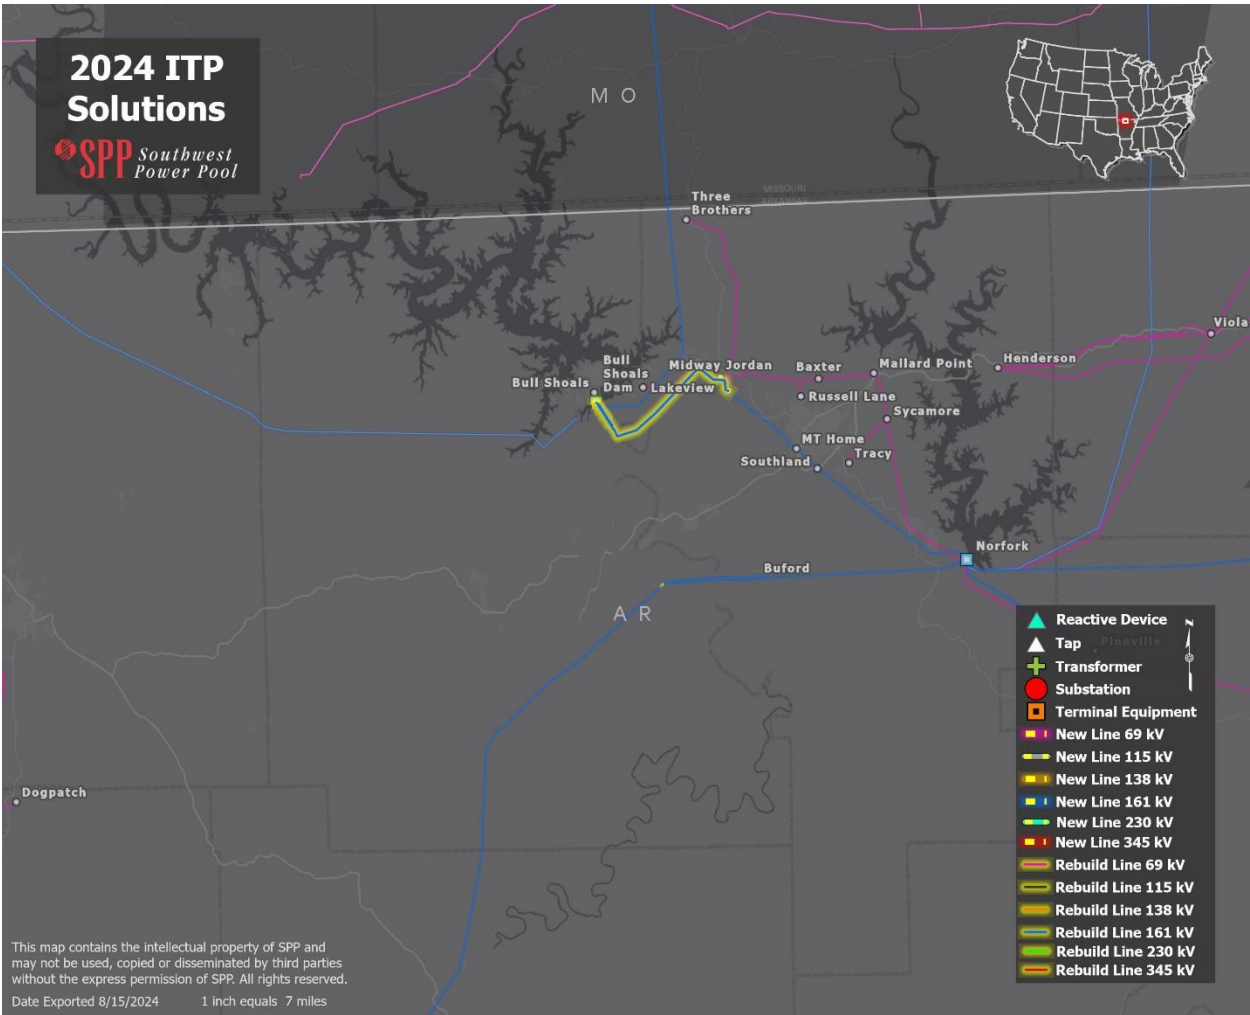 2024 ITP
Solutions
SPP Southwest
Power Pool
M O
MISSOURI
ARKANSAS
Three
Brothers
Viola
Bull
Shoals
Dam
Bull Shoals
Lakeview
Midway Jordan
Baxter
Mallard Point
Henderson
Russell Lane
Sycamore
MT Home
Tracy
Southland
Norfork
Buford
A R
Dogpatch
Pineville
N
Reactive Device
Tap
Transformer
Substation
Terminal Equipment
New Line 69 kV
New Line 115 kV
New Line 138 kV
New Line 161 kV
New Line 230 kV
New Line 345 kV
Rebuild Line 69 kV
Rebuild Line 115 kV
Rebuild Line 138 kV
Rebuild Line 161 kV
Rebuild Line 230 kV
Rebuild Line 345 kV
This map contains the intellectual property of SPP and
may not be used, copied or disseminated by third parties
without the express permission of SPP. All rights reserved.
Date Exported 8/15/2024 1 inch equals 7 miles